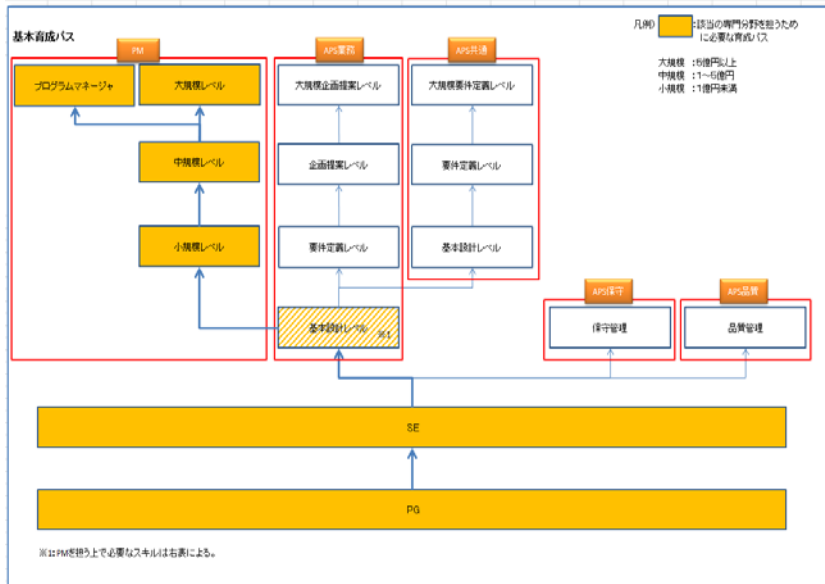 基本育成パス
凡例)
:該当の専門分野を担うため
に必要な育成パス
大規模 :5億円以上
中規模 :1~5億円
小規模 :1億円未満
PM
APS業務
APS共通
プログラムマネージャ
大規模レベル
大規模企画提案レベル
大規模要件定義レベル
中規模レベル
企画提案レベル
要件定義レベル
小規模レベル
要件定義レベル
基本設計レベル
基本設計レベル
※1
APS保守
APS品質
保守管理
品質管理
SE
PG
※1:PMを担う上で必要なスキルは右表による。